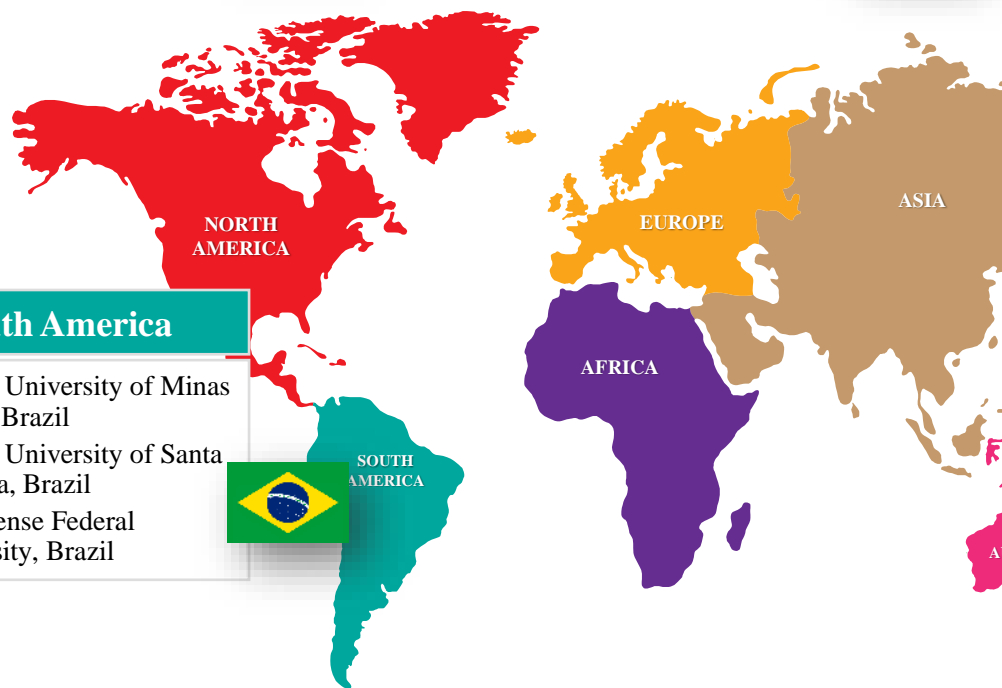 NORTH
AMERICA
EUROPE
ASIA
AFRICA
th America
University of Minas
Brazil
University of Santa
a, Brazil
ense Federal
sity, Brazil
SOUTH
AMERICA
A